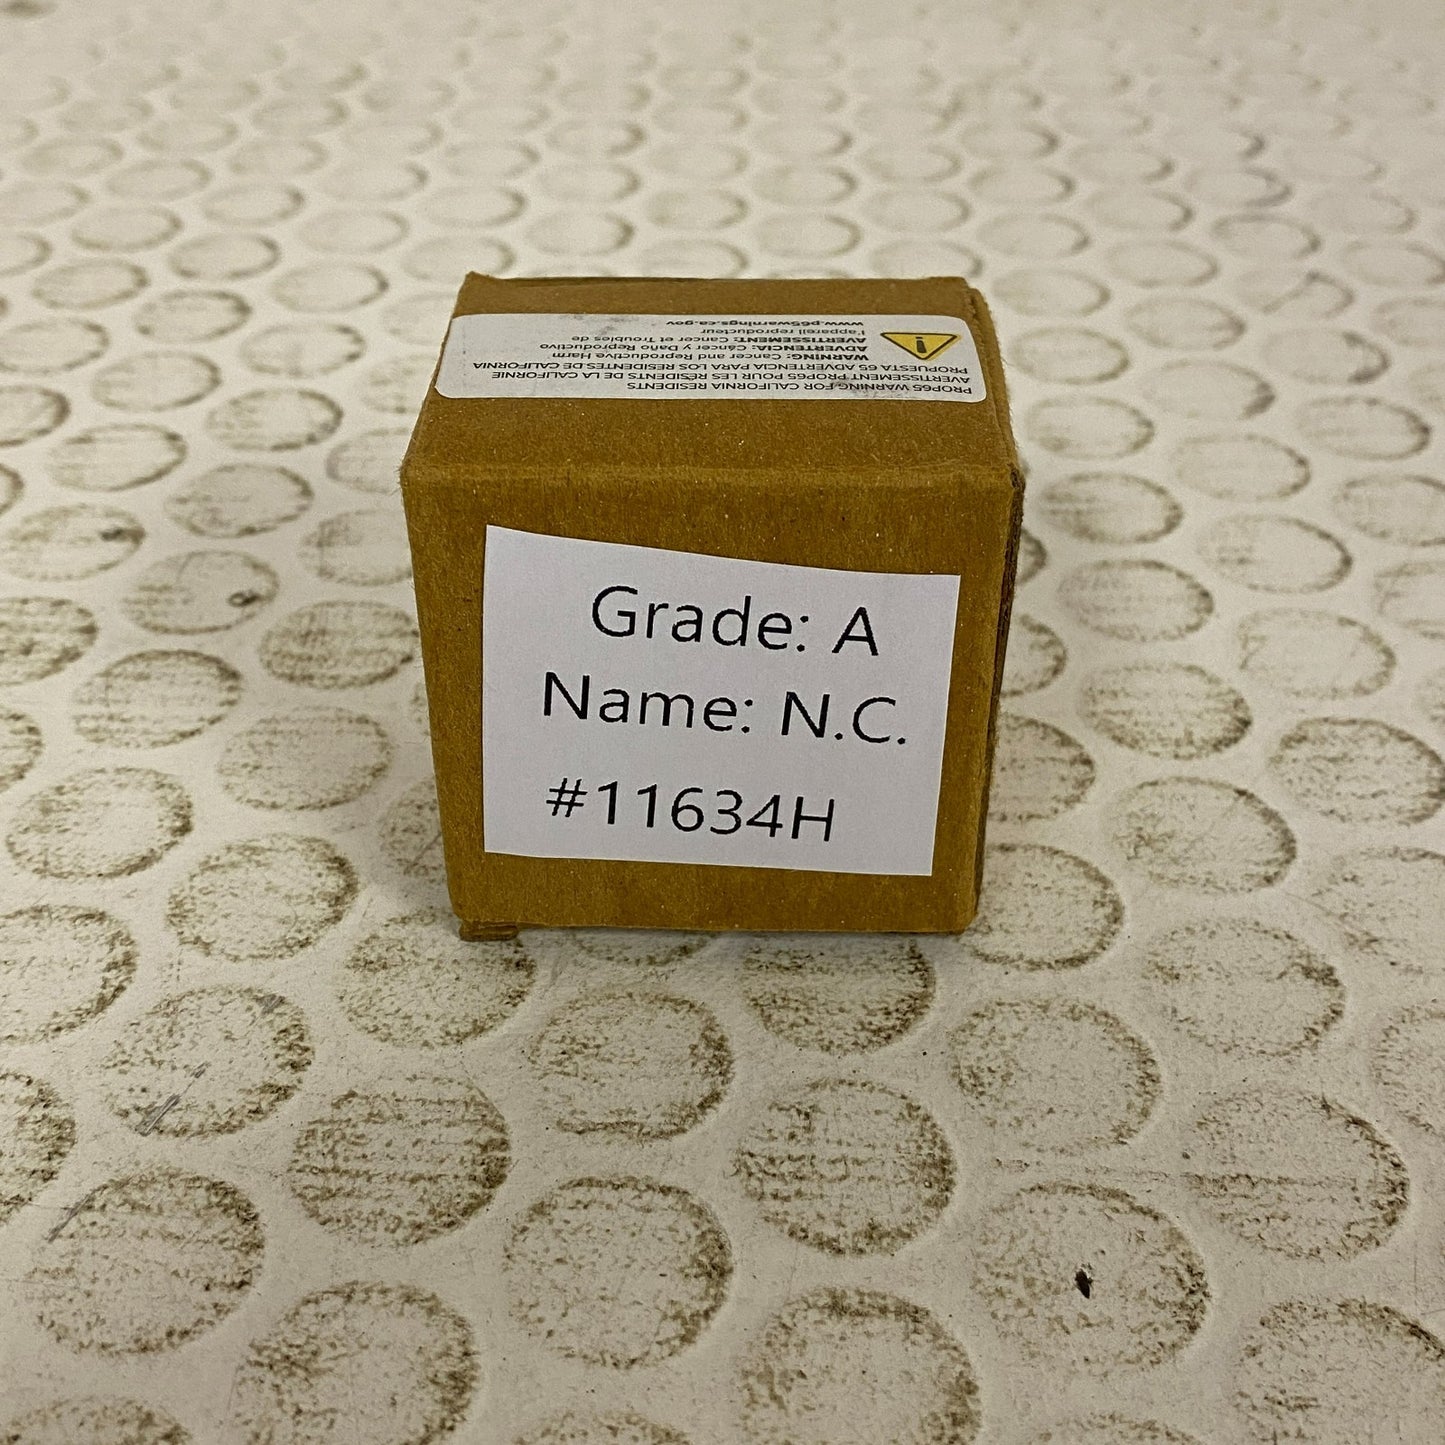 PROP65 WARNING FOR CALIFORNIA RESIDENTS
AVERTISSEMENT PROP65 POUR LES RÉSIDENTS DE LA CALIFORNIE
PROPUESTA 65 ADVERTENCIA PARA LOS RESIDENTES DE CALIFORNIA
WARNING: Cancer and Reproductive Harm
ADVERTENCIA: Cáncer y Daño Reproductivo
AVERTISSEMENT: Cancer et Troubles de
l'appareil reproducteur
www.p65warnings.ca.gov
Grade: A
Name: N.C.
#11634H